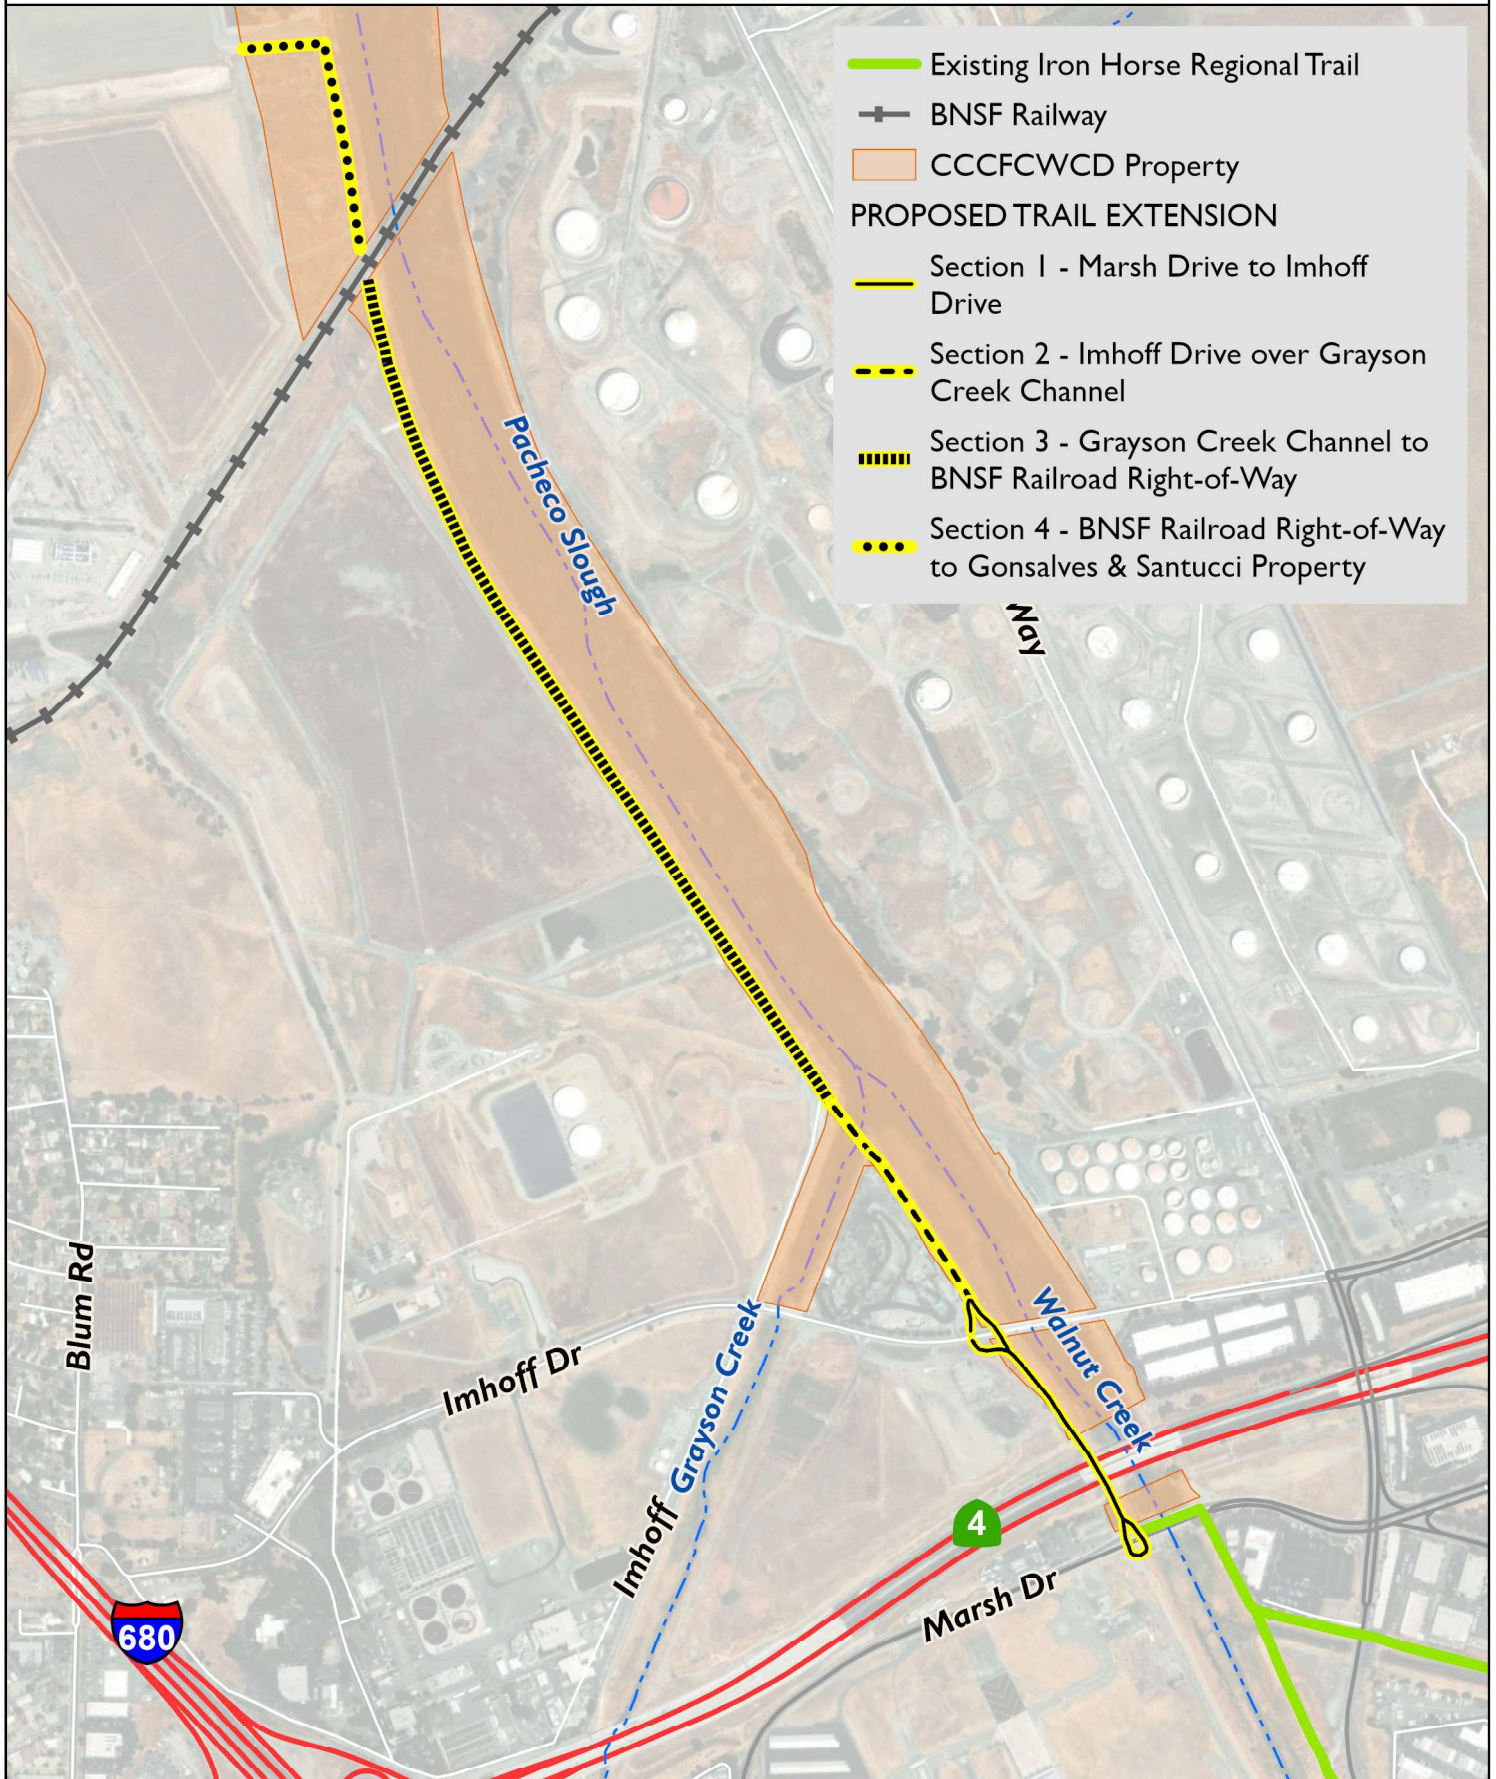 Existing Iron Horse Regional Trail
BNSF Railway
CCCFCWCD Property
PROPOSED TRAIL EXTENSION
Section 1 - Marsh Drive to Imhoff
Drive
Section 2 - Imhoff Drive over Grayson
Creek Channel
Section 3 - Grayson Creek Channel to
BNSF Railroad Right-of-Way
Section 4 - BNSF Railroad Right-of-Way
to Gonsalves & Santucci Property
Pacheco Slough
Way
Blum Rd
Imhoff Dr
Grayson Creek
Imhoff
Walnut Creek
4
Marsh Dr
680